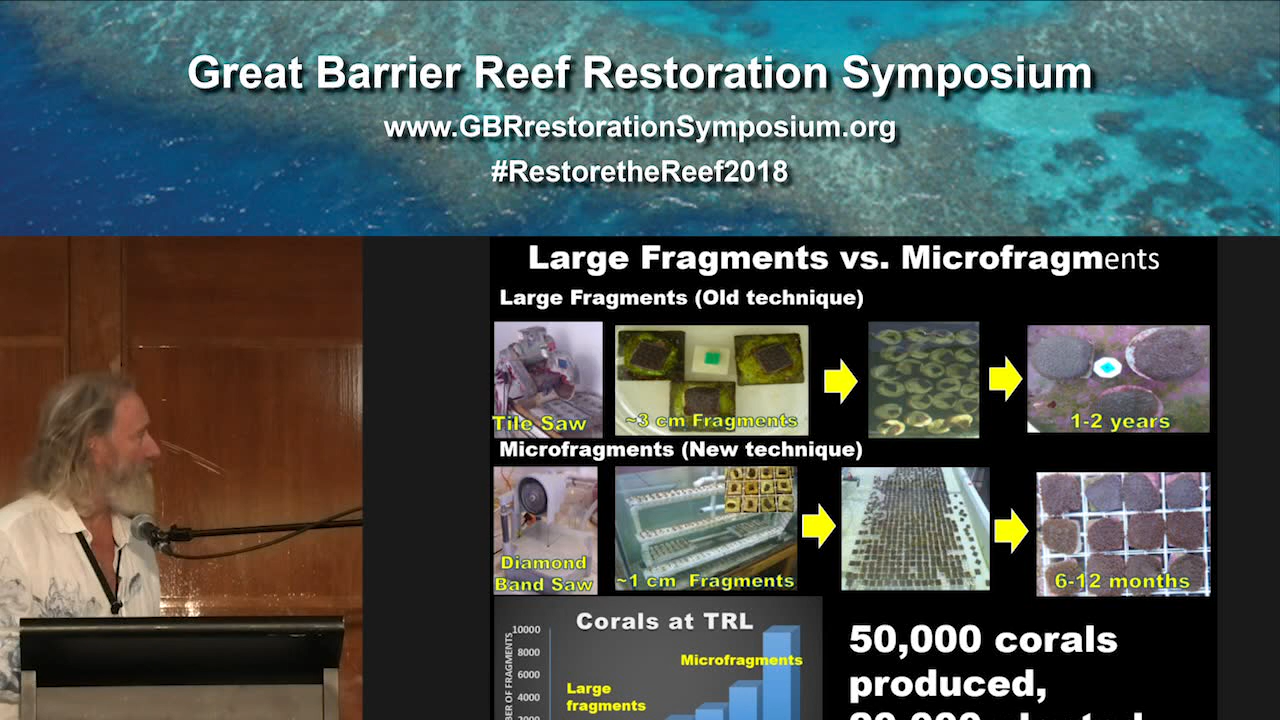 Great Barrier Reef Restoration Symposium
www.GBRrestorationSymposium.org
#RestoretheReef2018
Large Fragments vs. Microfragments
Large Fragments (Old technique)
Tile Saw
~3 cm Fragments
1-2 years
Microfragments (New technique)
Diamond
Band Saw
~1 cm Fragments
6-12 months
Corals at TRL
10000
8000
6000
4000
Microfragments
Large
fragments
50,000 corals
produced,